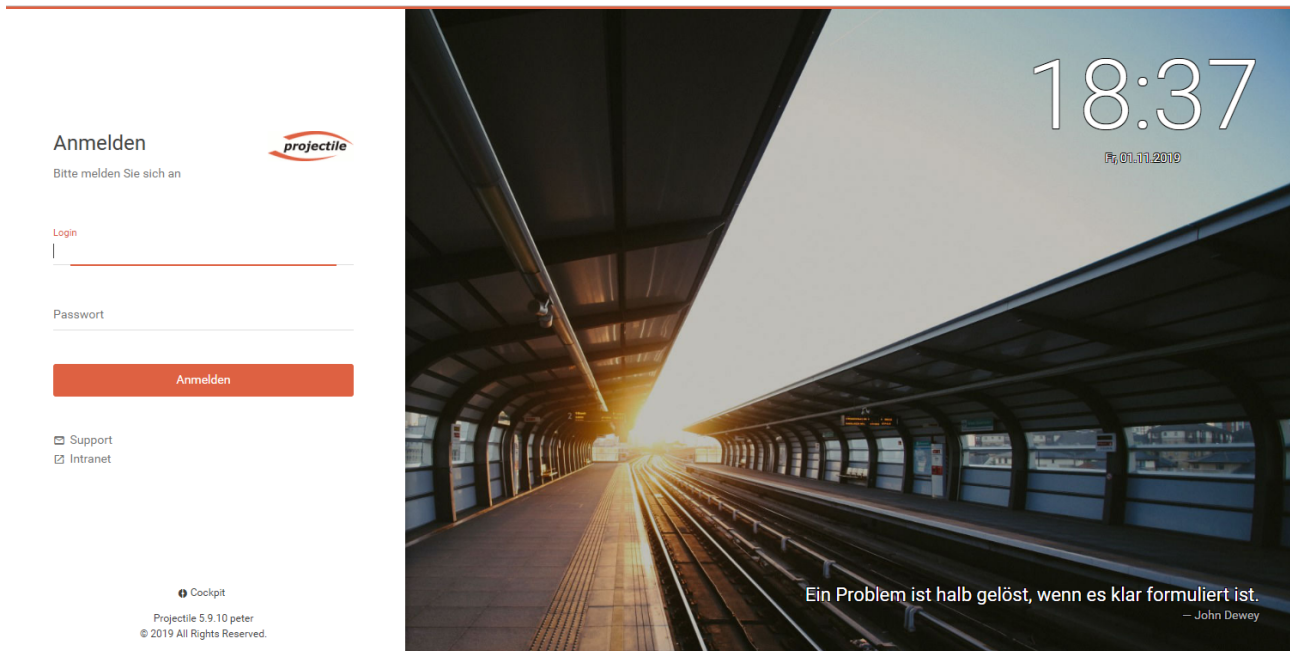 Anmelden
projectile
Bitte melden Sie sich an
Login
Passwort
Anmelden
Support
Intranet
Cockpit
Projectile 5.9.10 peter
© 2019 All Rights Reserved.
18:37
Fr, 01.11.2019
Ein Problem ist halb gelöst, wenn es klar formuliert ist.
— John Dewey